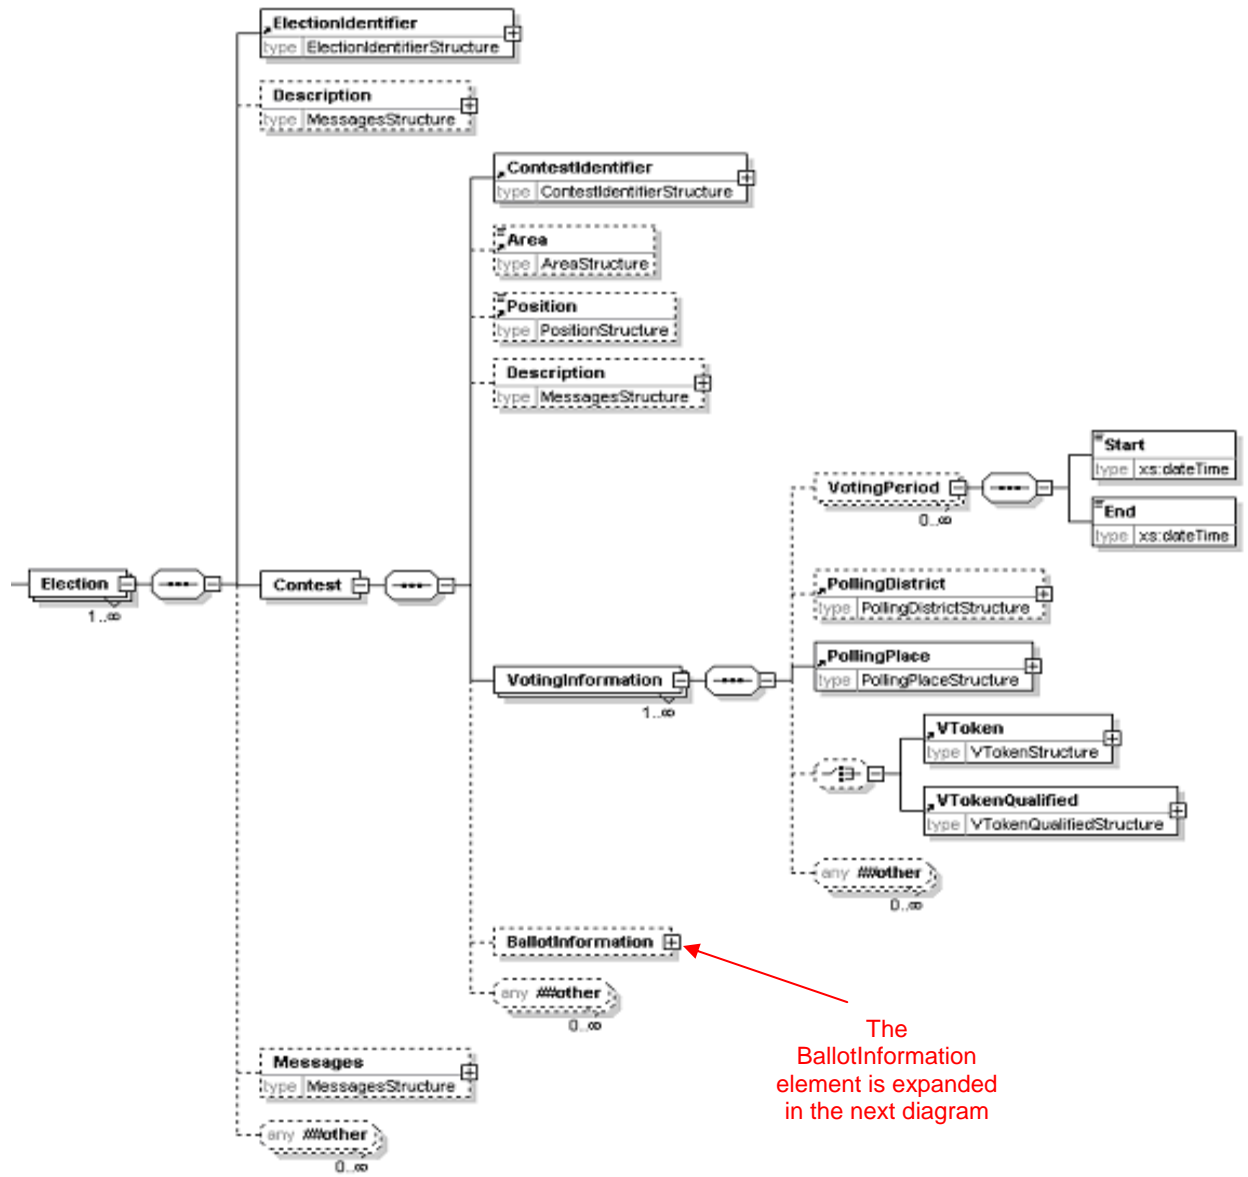 ElectionIdentifier
type ElectionIdentifierStructure
Description
type MessagesStructure
ContestIdentifier
type ContestIdentifierStructure
Area
type AreaStructure
Position
type PositionStructure
Description
type MessagesStructure
Start
type xs:dateTime
VotingPeriod
0..∞
End
type xs:dateTime
Election
1..∞
Contest
PollingDistrict
type PollingDistrictStructure
PollingPlace
type PollingPlaceStructure
VotingInformation
1..∞
VToken
type VTokenStructure
VTokenQualified
type VTokenQualifiedStructure
any ##other
0..∞
BallotInformation
any ##other
0..∞
The
BallotInformation
element is expanded
in the next diagram
Messages
type MessagesStructure
any ##other
0..∞